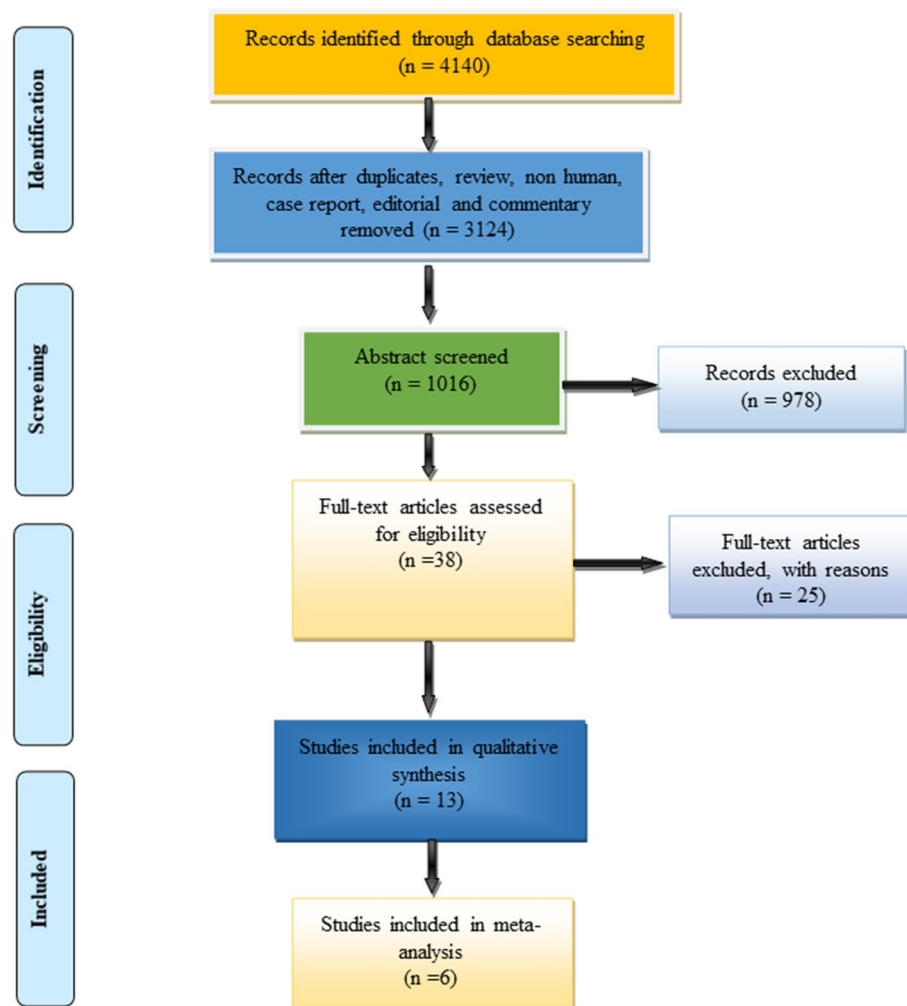 Identification
Records identified through database searching
(n = 4140)
Records after duplicates, review, non human,
case report, editorial and commentary
removed (n = 3124)
Screening
Abstract screened
(n = 1016)
Records excluded
(n = 978)
Eligibility
Full-text articles assessed
for eligibility
(n =38)
Full-text articles
excluded, with reasons
(n = 25)
Studies included in qualitative
synthesis
(n = 13)
Included
Studies included in meta-
analysis
(n =6)